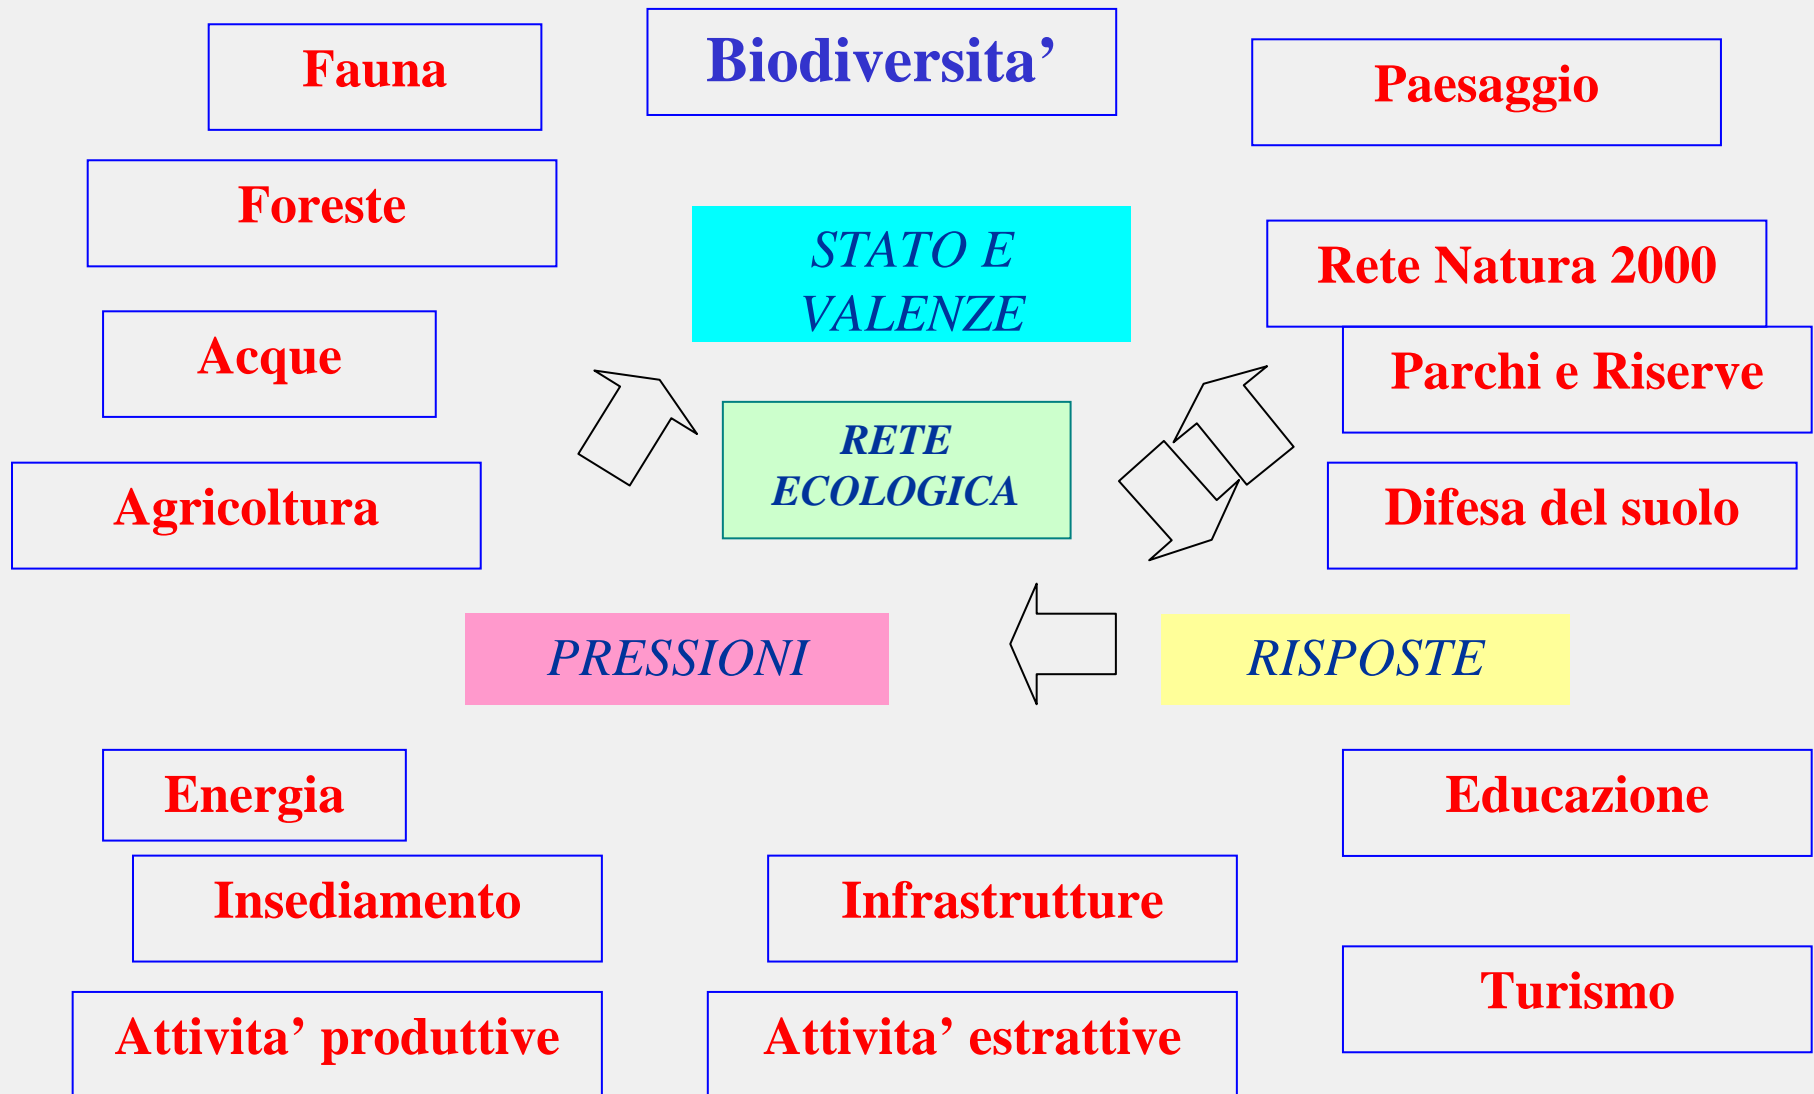 Fauna
Biodiversita’
Paesaggio
Foreste
STATO E
VALENZE
Rete Natura 2000
Acque
Parchi e Riserve
RETE
ECOLOGICA
Agricoltura
Difesa del suolo
PRESSIONI
RISPOSTE
Energia
Educazione
Insediamento
Infrastrutture
Turismo
Attivita’ produttive
Attivita’ estrattive